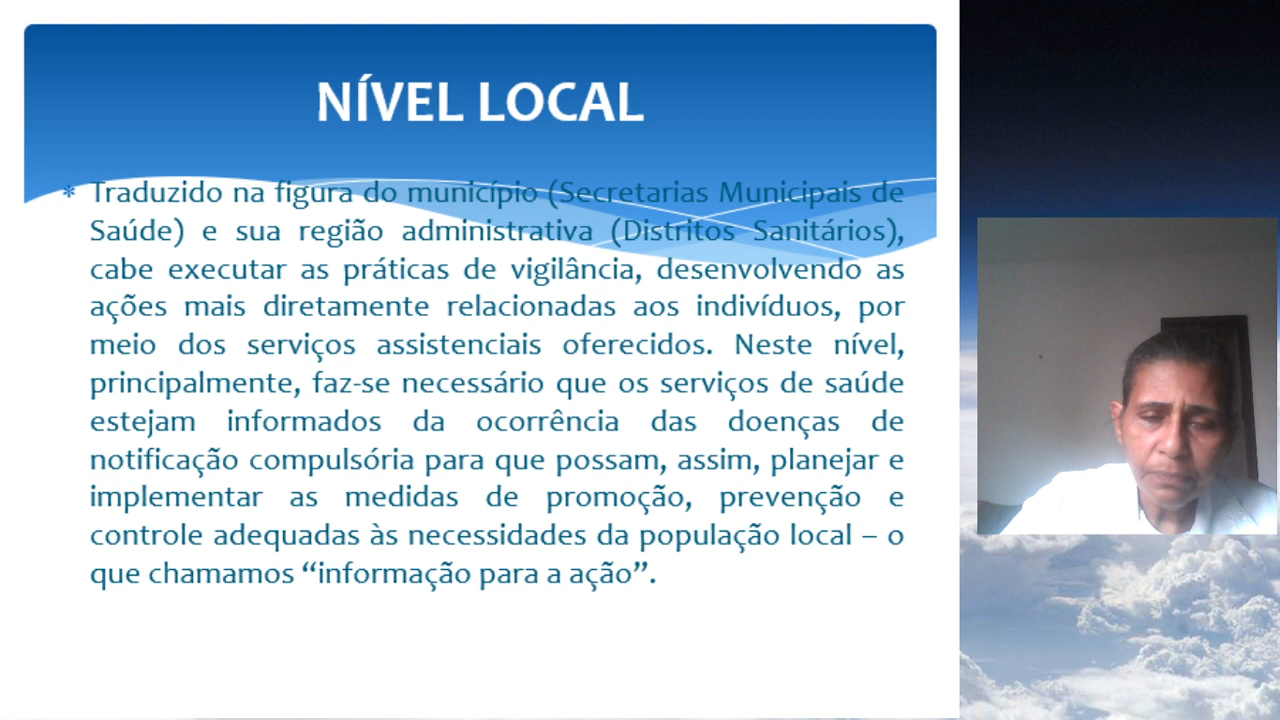 NÍVEL LOCAL
* Traduzido na figura do município (Secretarias Municipais de
Saúde) e sua região administrativa (Distritos Sanitários),
cabe executar as práticas de vigilância, desenvolvendo as
ações mais diretamente relacionadas aos indivíduos, por
meio dos serviços assistenciais oferecidos. Neste nível,
principalmente, faz-se necessário que os serviços de saúde
estejam informados da ocorrência das doenças de
notificação compulsória para que possam, assim, planejar e
implementar as medidas de promoção, prevenção e
controle adequadas às necessidades da população local – o
que chamamos “informação para a ação”.